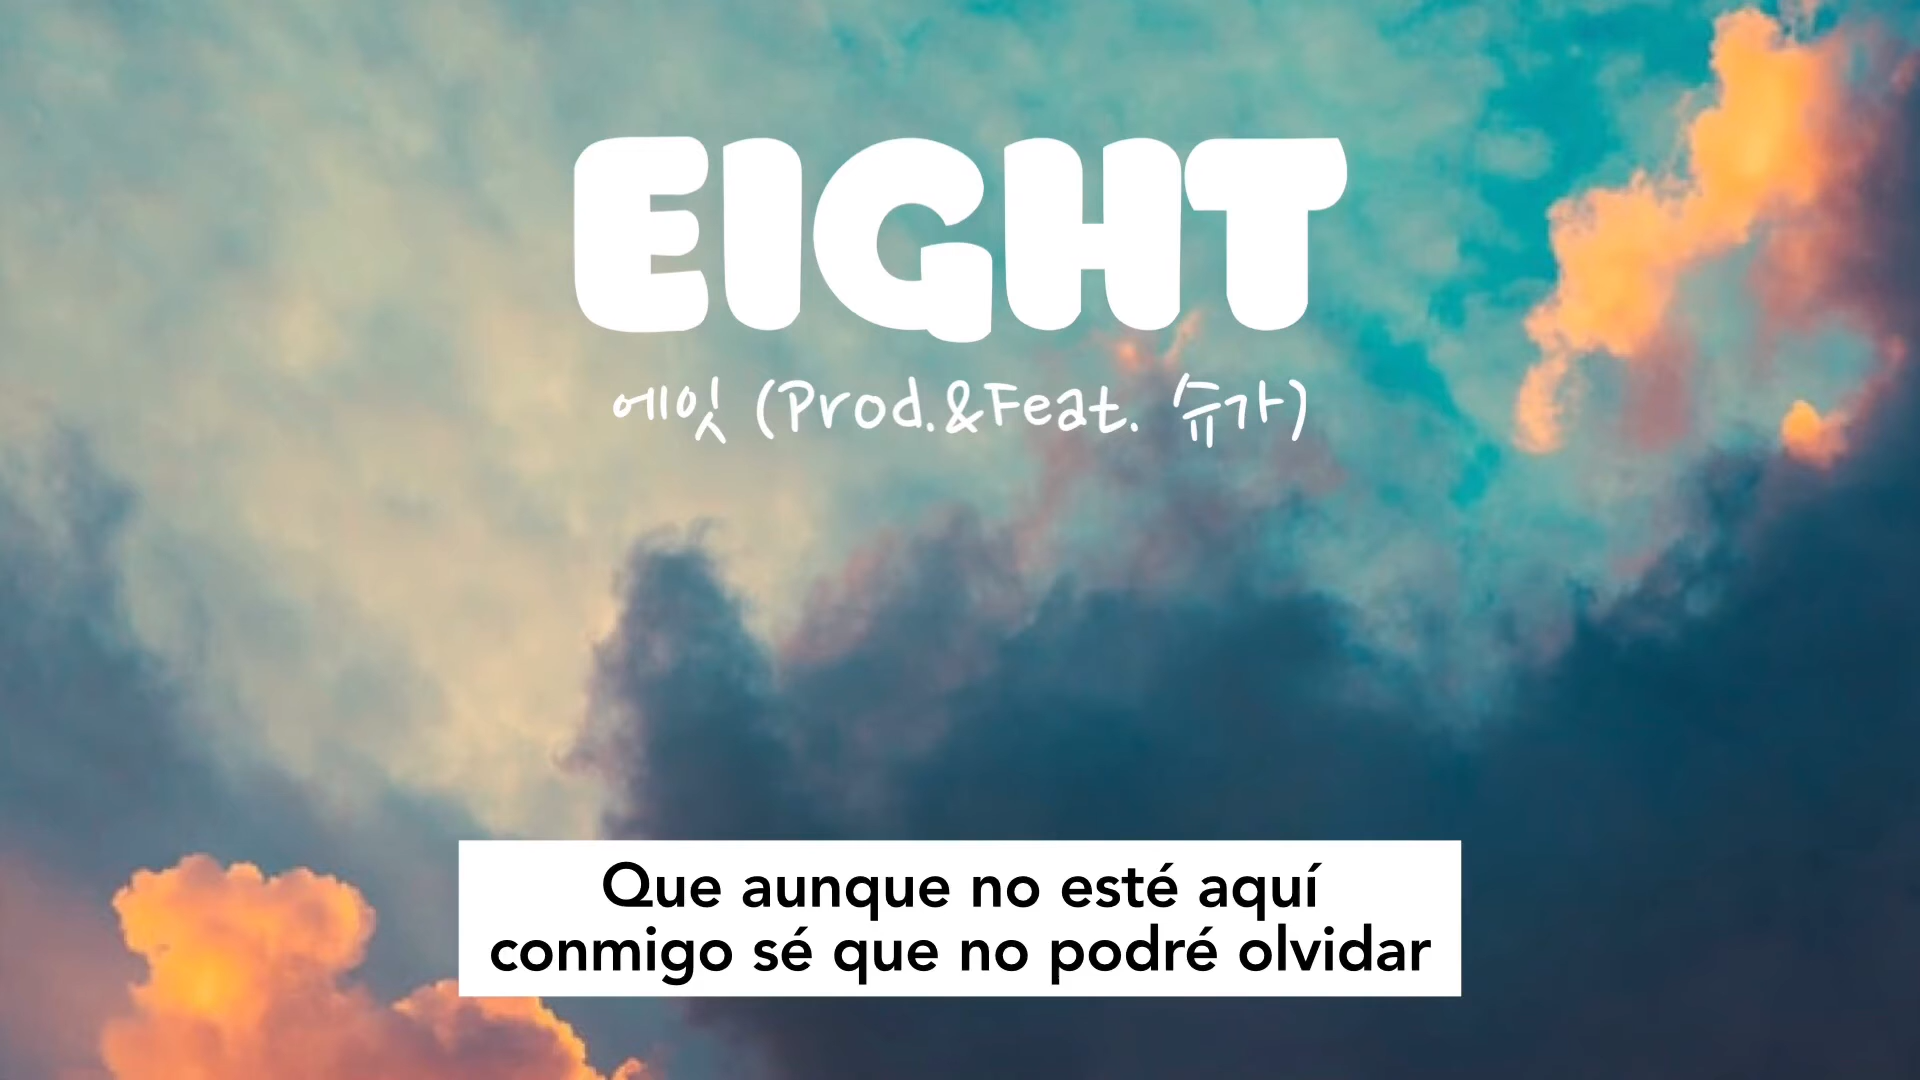 EIGHT
에잇 (Prod.&Feat. 슈가)
Que aunque no esté aquí
conmigo sé que no podré olvidar